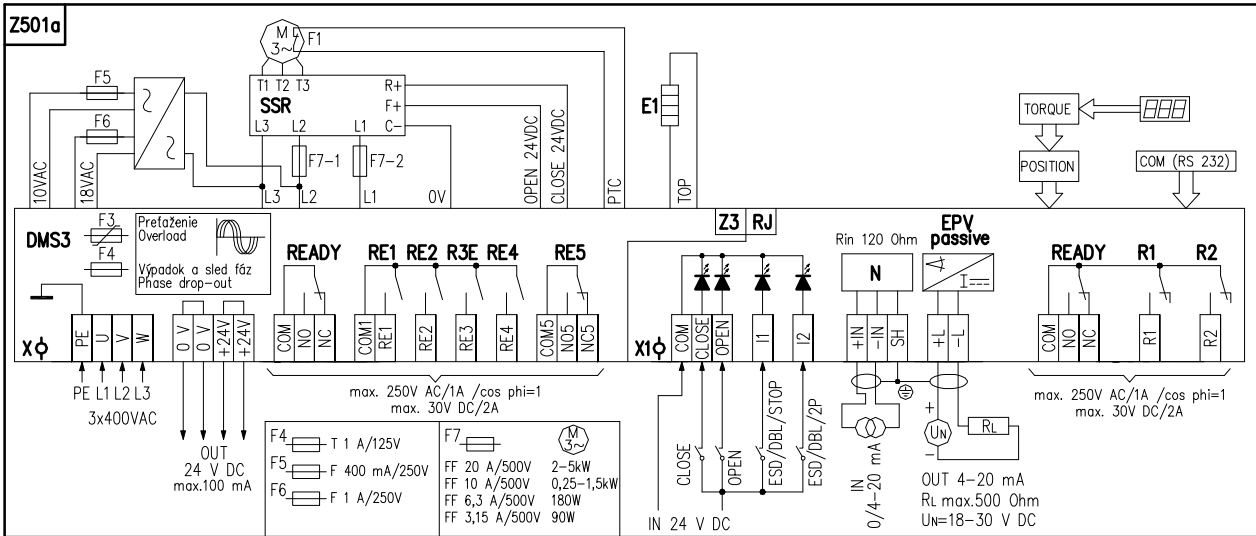 Z501a
M
3~
F1
F5
F6
T1 T2 T3
R+
SSR
F+
L3 L2 L1 C-
F7-1
F7-2
E1
TORQUE
POSITION
COM (RS 232)
10VAC
18VAC
L3
L2
L1
0V
OPEN 24VDC
CLOSE 24VDC
PTC
TOP
DMS3
F3
F4
Preťaženie
Overload
Výpadok a sled fáz
Phase drop-out
READY
RE1 RE2 R3E RE4
RE5
Z3 RJ
Rin 120 Ohm
N
EPV
passive
I
READY
R1
R2
X
PE
U
V
W
0 V
0 V
+24V
+24V
COM
NO
NC
COM1
RE1
RE2
RE3
RE4
COM5
NO5
NC5
X1
COM
CLOSE
OPEN
I1
I2
+IN
-IN
SH
+L
-L
COM
NO
NC
R1
R2
PE L1 L2 L3
3x400VAC
max. 250V AC/1A /cos phi=1
max. 30V DC/2A
max. 250V AC/1A /cos phi=1
max. 30V DC/2A
OUT
24 V DC
max.100 mA
F4 T 1 A/125V
F5 F 400 mA/250V
F6 F 1 A/250V
F7
M
3~
FF 20 A/500V 2-5kW
FF 10 A/500V 0,25-1,5kW
FF 6,3 A/500V 180W
FF 3,15 A/500V 90W
CLOSE
OPEN
ESD/DBL/STOP
ESD/DBL/2P
IN 24 V DC
IN
0/4-20 mA
+
UN
-
RL
OUT 4-20 mA
RL max.500 Ohm
UN=18-30 V DC